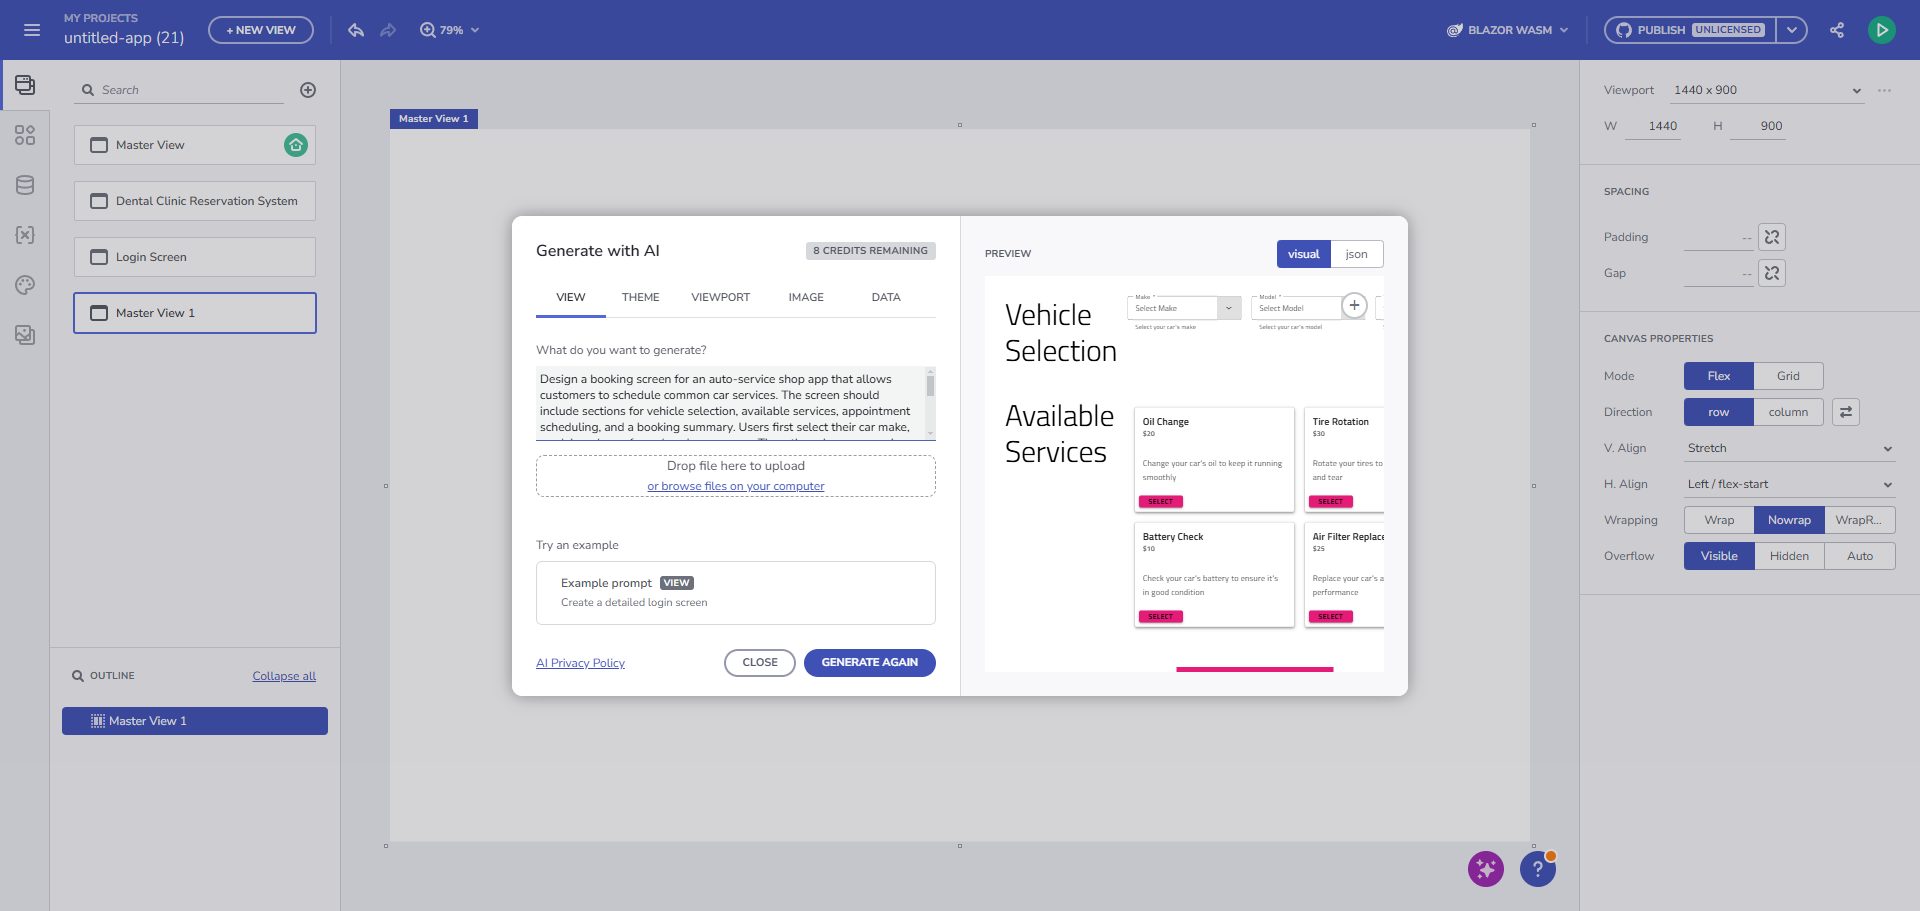 MY PROJECTS
untitled-app (21)
+ NEW VIEW
79%
BLAZOR WASM
PUBLISH UNLICENSED
Search
Master View
Dental Clinic Reservation System
Login Screen
Master View 1
OUTLINE
Collapse all
Master View 1
Master View 1
Generate with AI
8 CREDITS REMAINING
VIEW
THEME
VIEWPORT
IMAGE
DATA
What do you want to generate?
Design a booking screen for an auto-service shop app that allows
customers to schedule common car services. The screen should
include sections for vehicle selection, available services, appointment
scheduling, and a booking summary. Users first select their car make,
Drop file here to upload
or browse files on your computer
Try an example
Example prompt VIEW
Create a detailed login screen
AI Privacy Policy
CLOSE
GENERATE AGAIN
PREVIEW
visual
json
Vehicle
Selection
Make *
Select Make
Select your car's make
Model *
Select Model
Select your car's model
Available
Services
Oil Change
$20
Change your car's oil to keep it running
smoothly
SELECT
Tire Rotation
$30
Rotate your tires to
and tear
SELECT
Battery Check
$10
Check your car's battery to ensure it's
in good condition
SELECT
Air Filter Replace
$25
Replace your car's a
performance
SELECT
Viewport
1440 x 900
W
1440
H
900
SPACING
Padding
--
Gap
--
CANVAS PROPERTIES
Mode
Flex
Grid
Direction
row
column
V. Align
Stretch
H. Align
Left / flex-start
Wrapping
Wrap
Nowrap
WrapR...
Overflow
Visible
Hidden
Auto
?